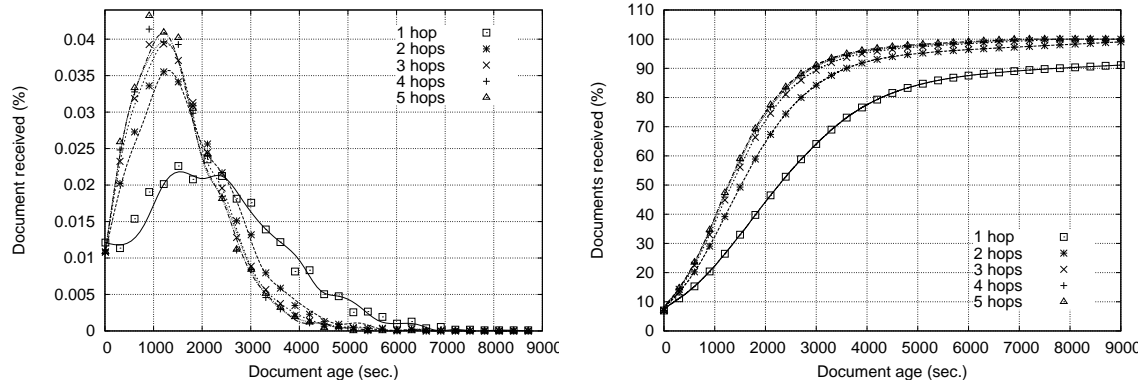 0.04
0.035
0.03
0.025
0.02
0.015
0.01
0.005
0
Document received (%)
1 hop
2 hops
3 hops
4 hops
5 hops
0 1000 2000 3000 4000 5000 6000 7000 8000 9000
Document age (sec.)
110
100
90
80
70
60
50
40
30
20
10
0
Documents received (%)
1 hop
2 hops
3 hops
4 hops
5 hops
0 1000 2000 3000 4000 5000 6000 7000 8000 9000
Document age (sec.)